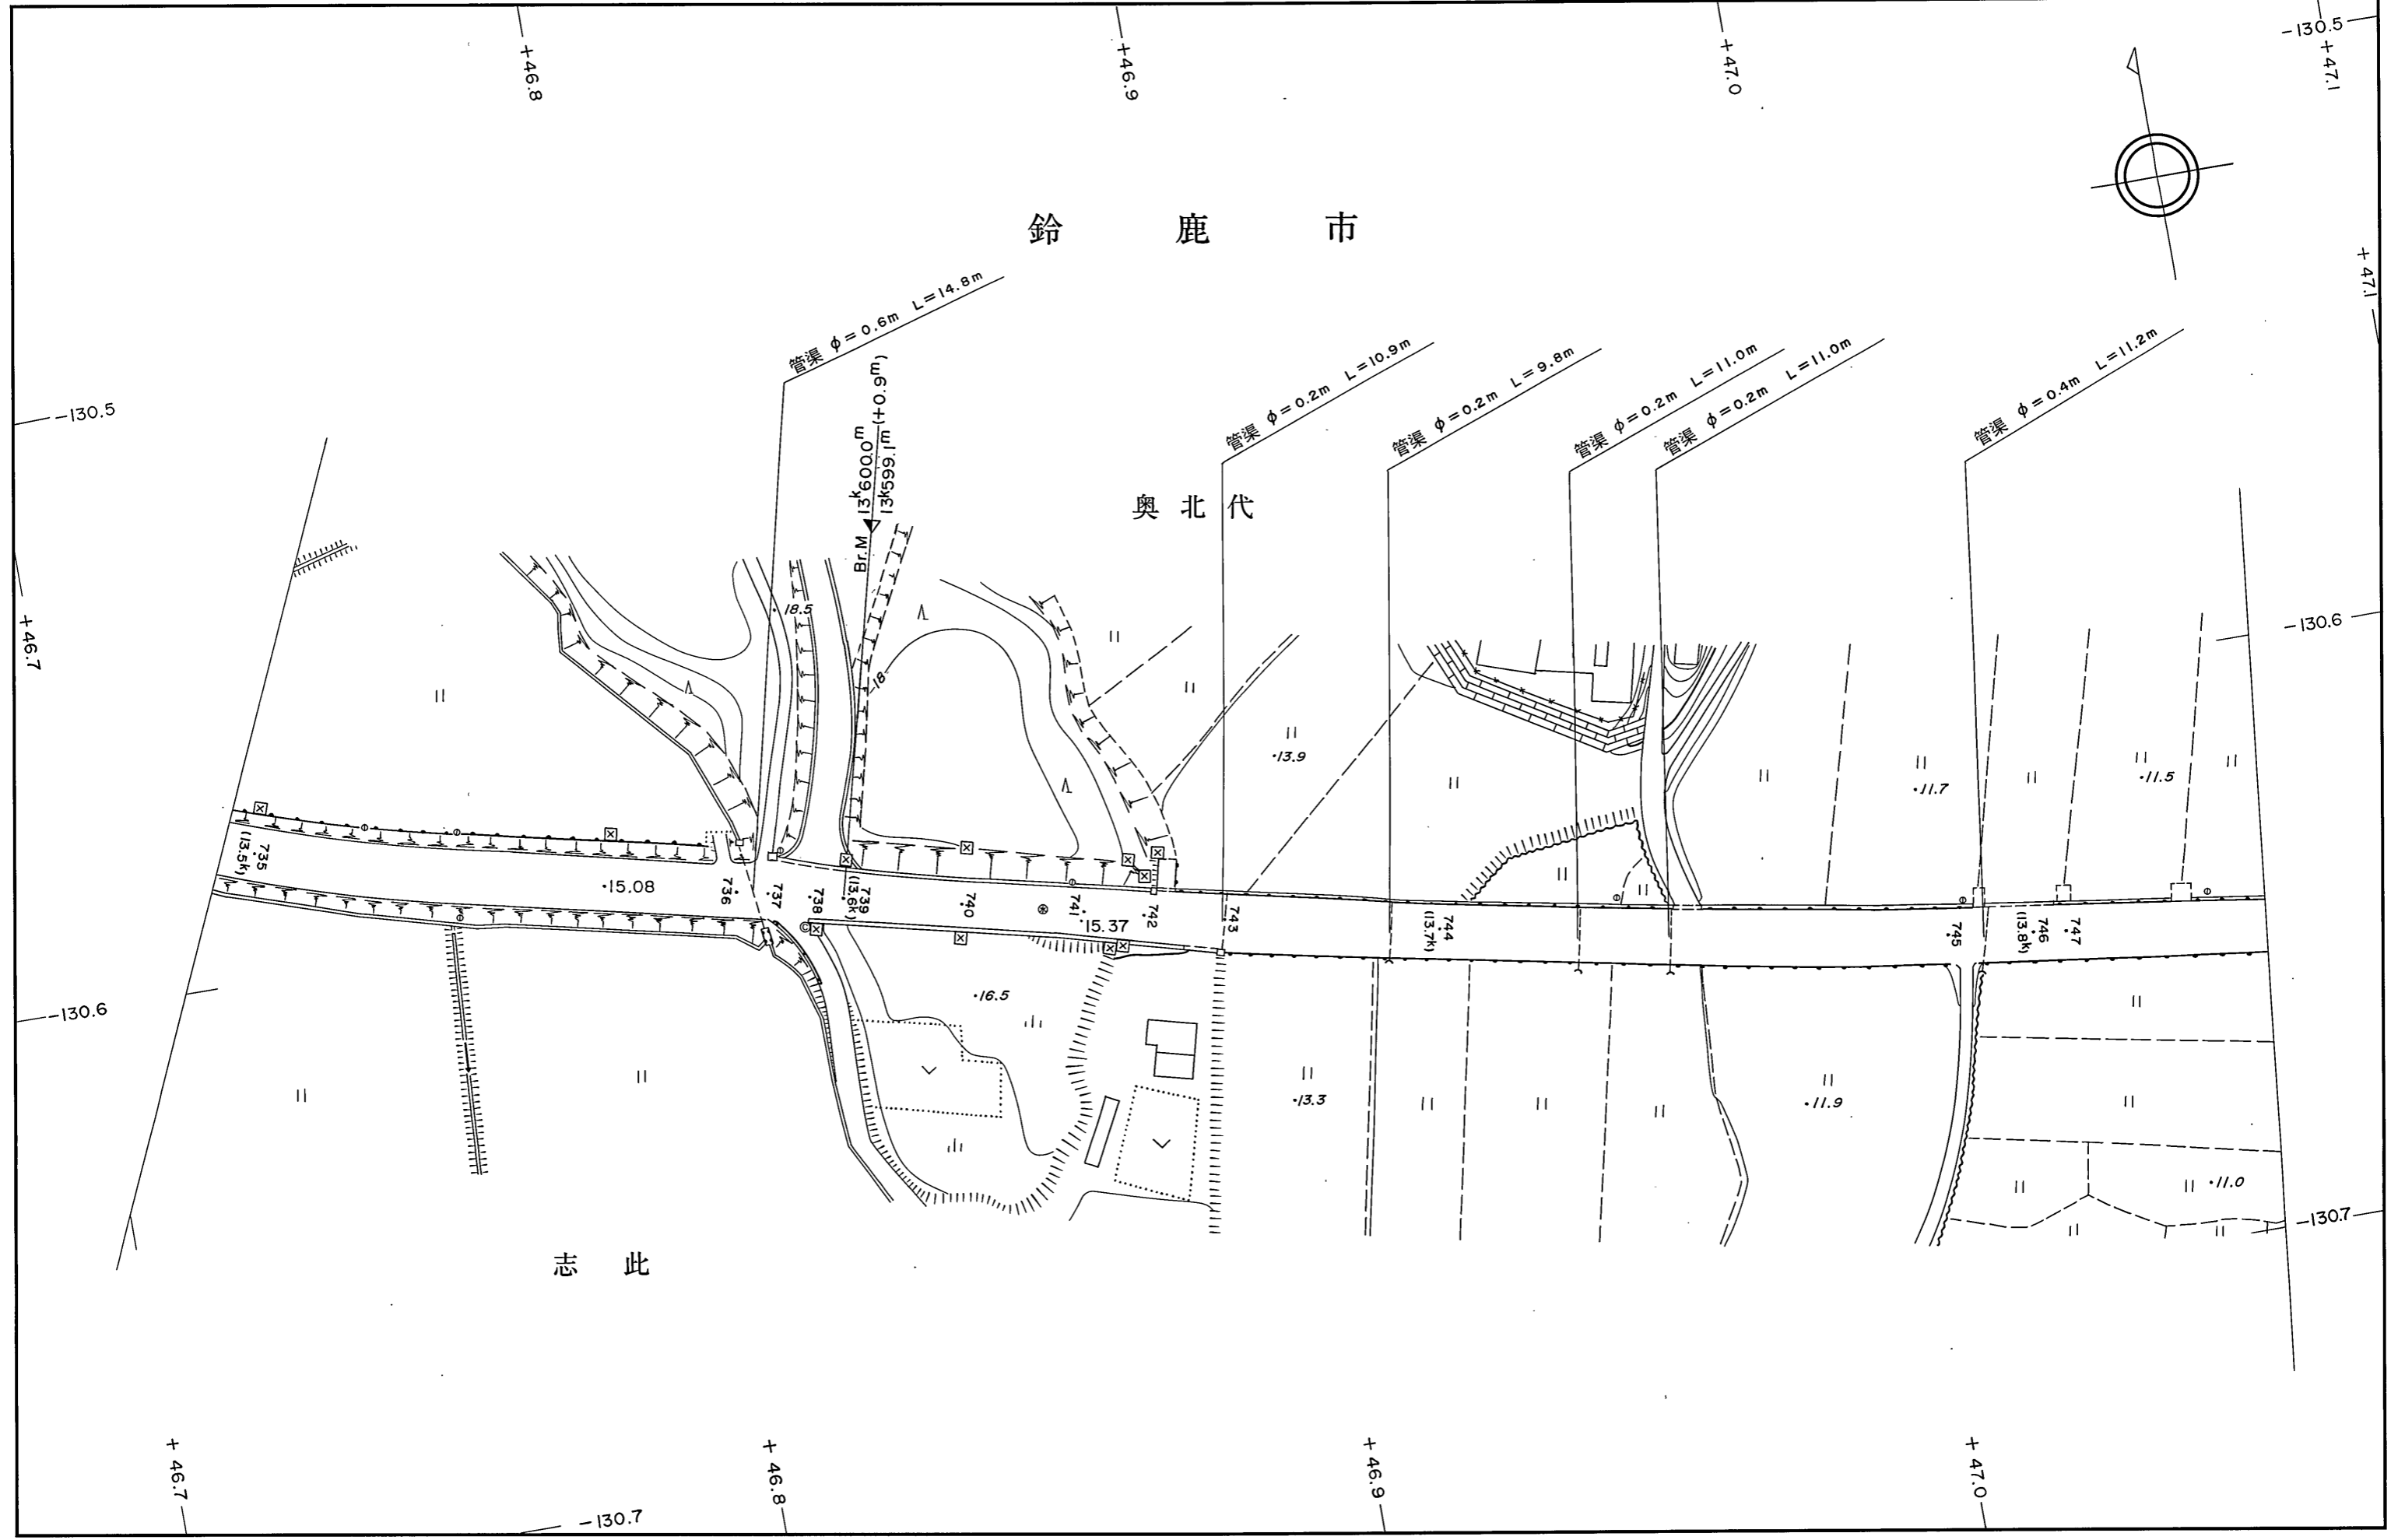 +46.8
+46.9
+47.0
-130.5
+47.1
鈴鹿市
+47.1
管渠 φ=0.6m L=14.8m
管渠 φ=0.2m L=10.9m
管渠 φ=0.2m L=9.8m
管渠 φ=0.2m L=11.0m
管渠 φ=0.2m L=11.0m
管渠 φ=0.4m L=11.2m
-130.5
Br.M 13k600.0m
13k599.1m (+0.9m)
奥北代
+46.7
18.5
18
-130.6
13.9
11.7
11.5
735
(13.5k)
15.08
736
737
738
739
(13.6k)
740
741
15.37
742
743
744
(13.7k)
745
746
(13.8k)
747
16.5
-130.6
13.3
11.9
11.0
-130.7
志此
+46.7
+46.8
+46.9
+47.0
-130.7